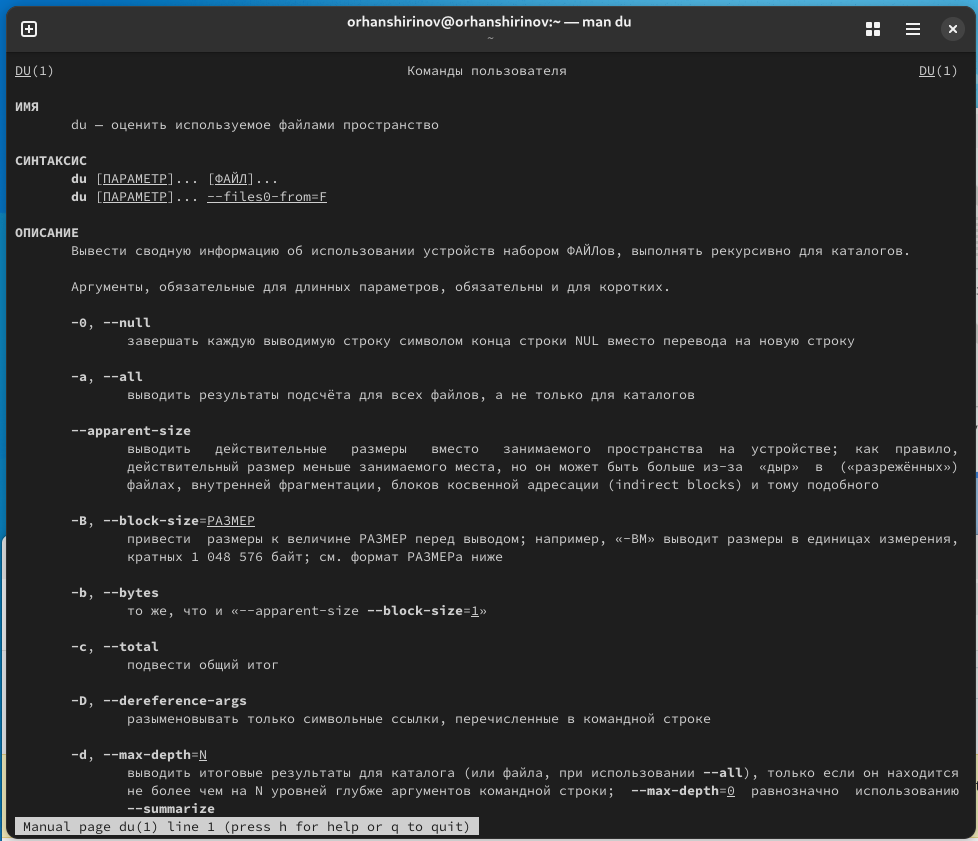 orhanshirinov@orhanshirinov:~ — man du
~
DU(1) Команды пользователя DU(1)
ИМЯ
du — оценить используемое файлами пространство
СИНТАКСИС
du [ПАРАМЕТР]... [ФАЙЛ]...
du [ПАРАМЕТР]... --files0-from=F
ОПИСАНИЕ
Вывести сводную информацию об использовании устройств набором ФАЙЛов, выполнять рекурсивно для каталогов.
Аргументы, обязательные для длинных параметров, обязательны и для коротких.
-0, --null
завершать каждую выводимую строку символом конца строки NUL вместо перевода на новую строку
-a, --all
выводить результаты подсчёта для всех файлов, а не только для каталогов
--apparent-size
выводить действительные размеры вместо занимаемого пространства на устройстве; как правило,
действительный размер меньше занимаемого места, но он может быть больше из-за «дыр» в («разрежённых»)
файлах, внутренней фрагментации, блоков косвенной адресации (indirect blocks) и тому подобного
-B, --block-size=РАЗМЕР
привести размеры к величине РАЗМЕР перед выводом; например, «-BM» выводит размеры в единицах измерения,
кратных 1 048 576 байт; см. формат РАЗМЕРа ниже
-b, --bytes
то же, что и «--apparent-size --block-size=1»
-c, --total
подвести общий итог
-D, --dereference-args
разыменовывать только символьные ссылки, перечисленные в командной строке
-d, --max-depth=N
выводить итоговые результаты для каталога (или файла, при использовании --all), только если он находится
не более чем на N уровней глубже аргументов командной строки; --max-depth=0 равнозначно использованию
--summarize
Manual page du(1) line 1 (press h for help or q to quit)